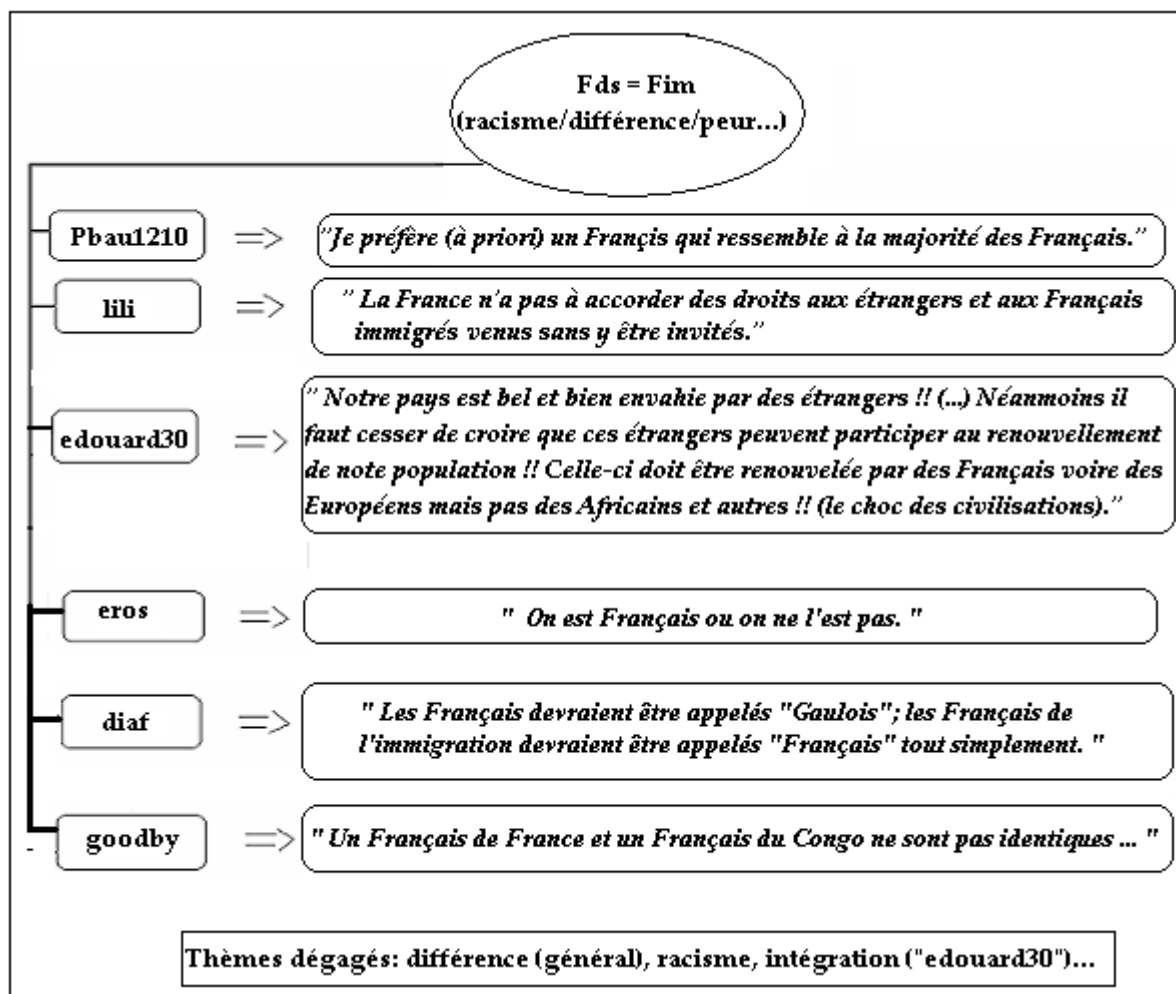 Fds = Fim
(racisme/différence/peur...)
Pbau1210 => "Je préfère (à priori) un Françis qui ressemble à la majorité des Français."
lili => " La France n'a pas à accorder des droits aux étrangers et aux Français
immigrés venus sans y être invités."
" Notre pays est bel et bien envahie par des étrangers !! (...) Néanmoins il
edouard30 => faut cesser de croire que ces étrangers peuvent participer au renouvellement
de note population !! Celle-ci doit être renouvelée par des Français voire des
Européens mais pas des Africains et autres !! (le choc des civilisations)."
eros => " On est Français ou on ne l'est pas. "
diaf => " Les Français devraient être appelés "Gaulois"; les Français de
l'immigration devraient être appelés "Français" tout simplement. "
goodby => " Un Français de France et un Français du Congo ne sont pas identiques ... "
Thèmes dégagés: différence (général), racisme, intégration ("edouard30")...